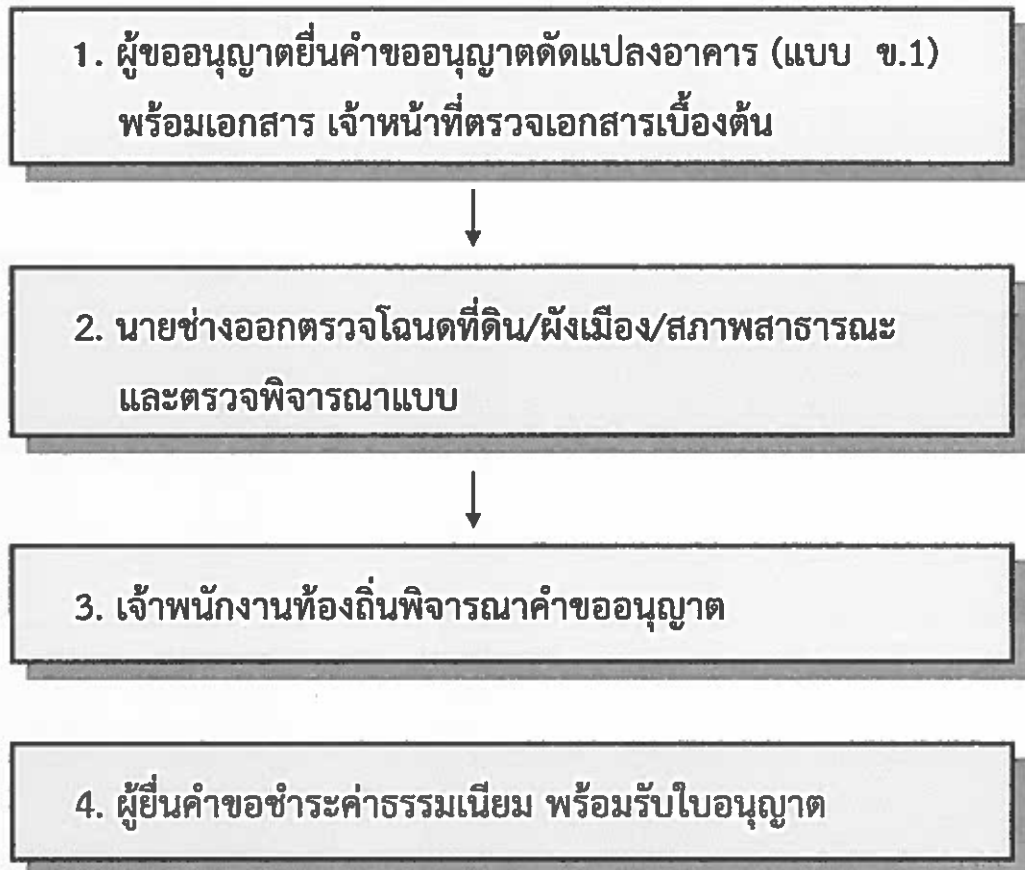 1. ผู้ขออนุญาตยื่นคำขออนุญาตดัดแปลงอาคาร (แบบ ข.1)
พร้อมเอกสาร เจ้าหน้าที่ตรวจเอกสารเบื้องต้น
2. นายช่างออกตรวจโฉนดที่ดิน/ผังเมือง/สภาพสาธารณะ
และตรวจพิจารณาแบบ
3. เจ้าพนักงานท้องถิ่นพิจารณาคำขออนุญาต
4. ผู้ยื่นคำขอชำระค่าธรรมเนียม พร้อมรับใบอนุญาต